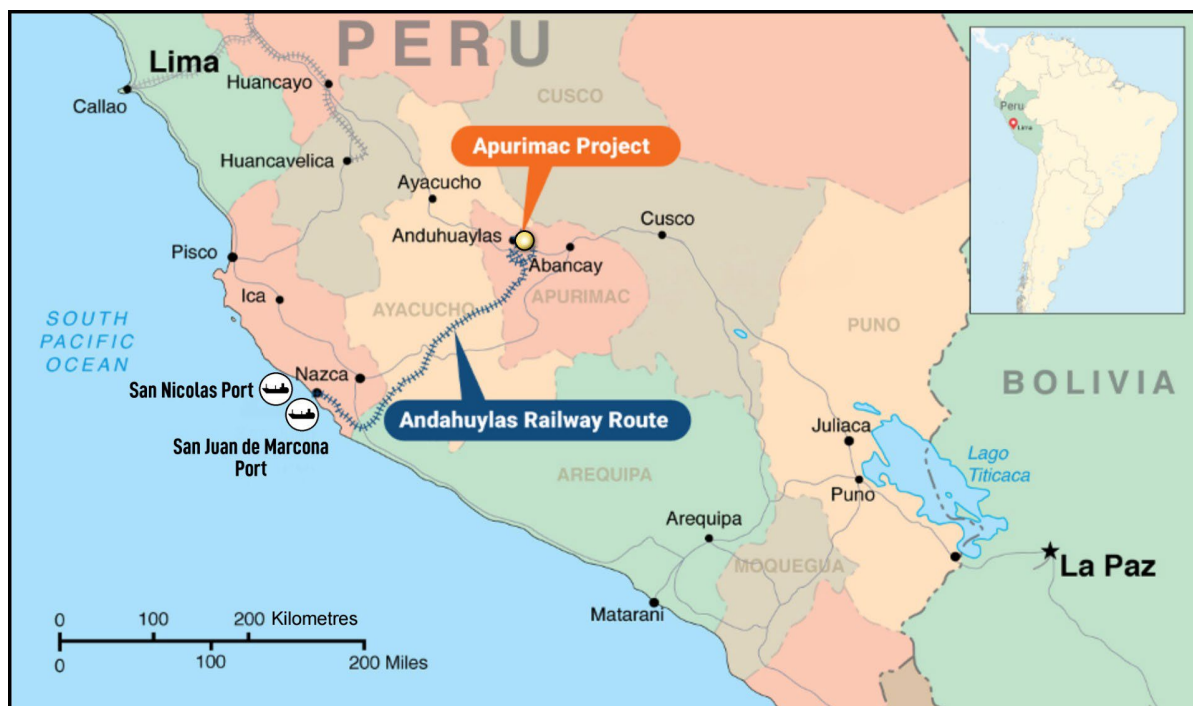 PERU
Lima
Huancayo
Callao
CUSCO
Peru
Lima
Apurimac Project
Huancavelica
Ayacucho
Cusco
Anduhuaylas
Pisco
Abancay
Ica
AYACUCHO
APURIMAC
PUNO
SOUTH
PACIFIC
OCEAN
Nazca
BOLIVIA
San Nicolas Port
Andahuylas Railway Route
San Juan de Marcona
Port
Juliaca
Lago
Titicaca
AREQUIPA
Puno
Arequipa
MOQUEGUA
La Paz
Matarani
0 100 200 Kilometres
0 100 200 Miles